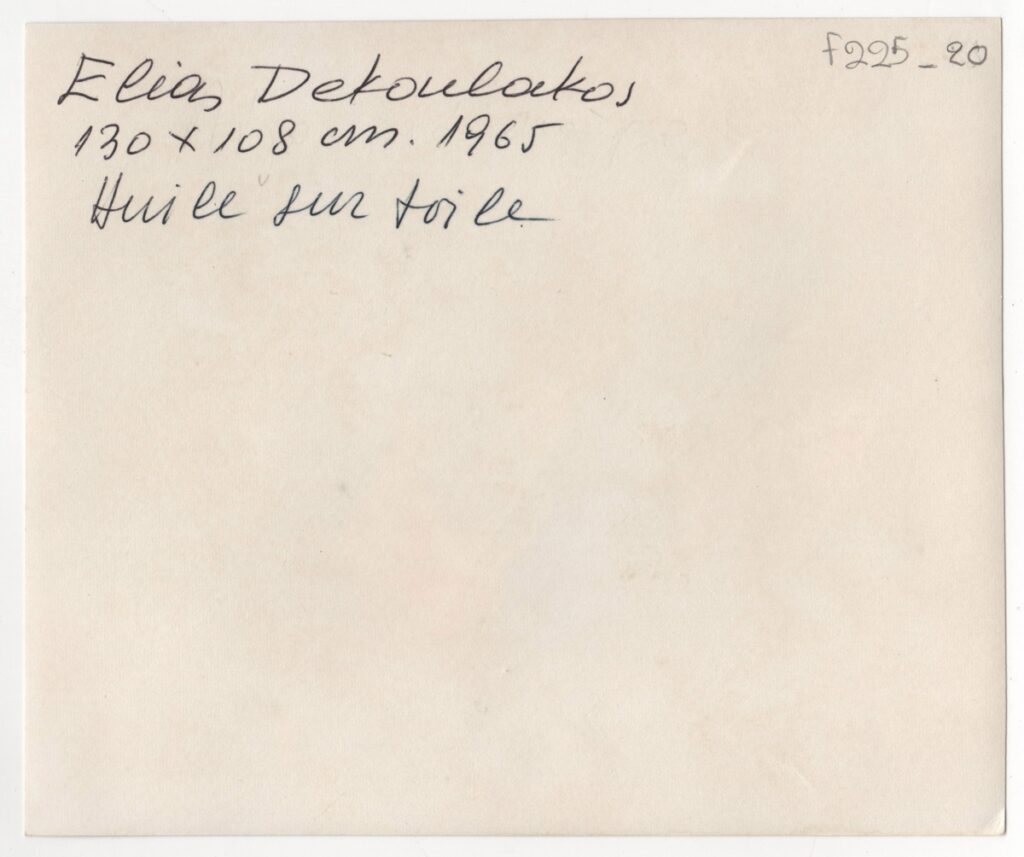 f225_20
Elias Dekoulakos
130 x 108 cm. 1965
Huile sur toile